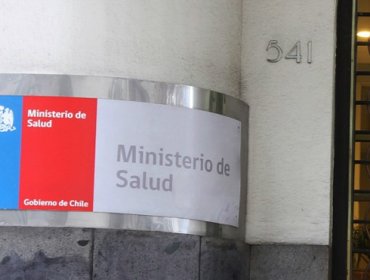 541
Ministerio de
Salud
Gobierno de Chile
Ministerio de
Salud